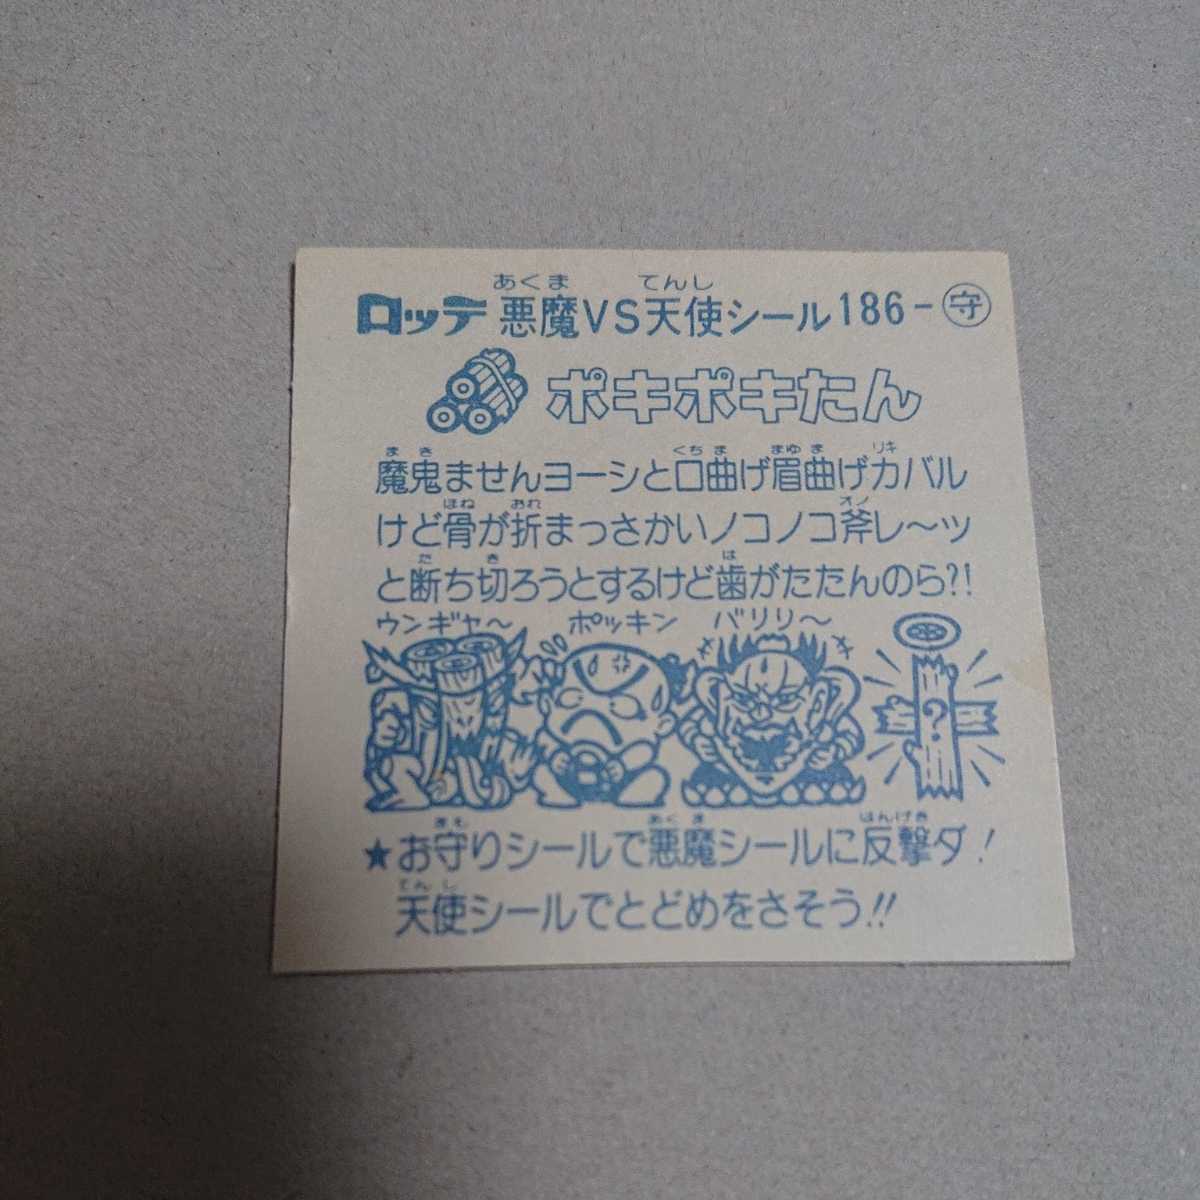 ロッテ 悪魔VS天使シール 186-守
あくま てんし
ポキポキたん
まき くちま まゆま リキ
魔鬼ませんヨーシと口曲げ眉曲げカバル
ほね おれ オノ
けど骨が折まっさかいノコノコ斧レ〜ッ
た き は
と断ち切ろうとするけど歯がたたんのら?!
ウンギャ〜 ポッキン バリリ〜
?
まも あくま はんげき
★お守りシールで悪魔シールに反撃ダ!
てんし
天使シールでとどめをさそう!!